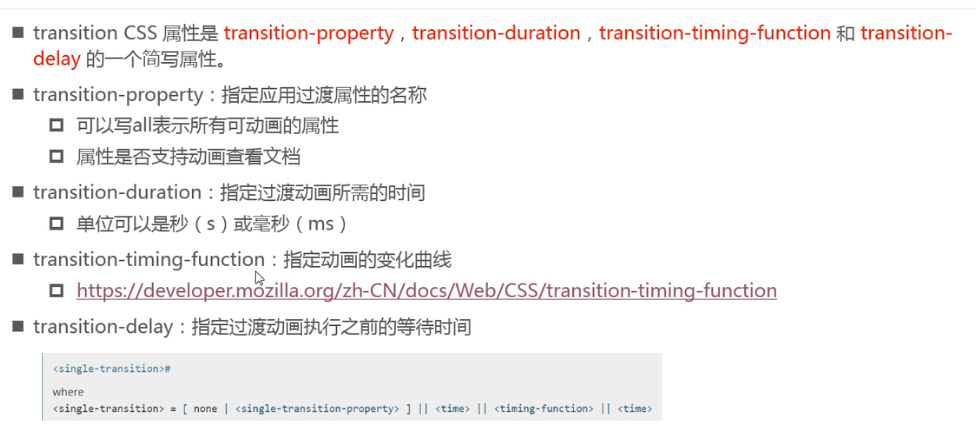 transition CSS 属性是 transition-property，transition-duration，transition-timing-function 和 transition-
delay 的一个简写属性。
transition-property：指定应用过渡属性的名称
可以写all表示所有可动画的属性
属性是否支持动画查看文档
transition-duration：指定过渡动画所需的时间
单位可以是秒（s）或毫秒（ms）
transition-timing-function：指定动画的变化曲线
https://developer.mozilla.org/zh-CN/docs/Web/CSS/transition-timing-function
transition-delay：指定过渡动画执行之前的等待时间
<single-transition>#
where
<single-transition> = [ none | <single-transition-property> ] || <time> || <timing-function> || <time>